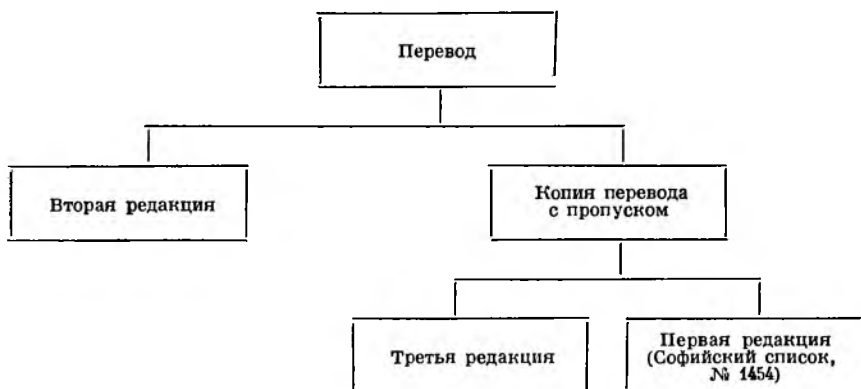 Перевод
Вторая редакция
Копия перевода
с пропуском
Третья редакция
Первая редакция
(Софийский список,
№ 1454)